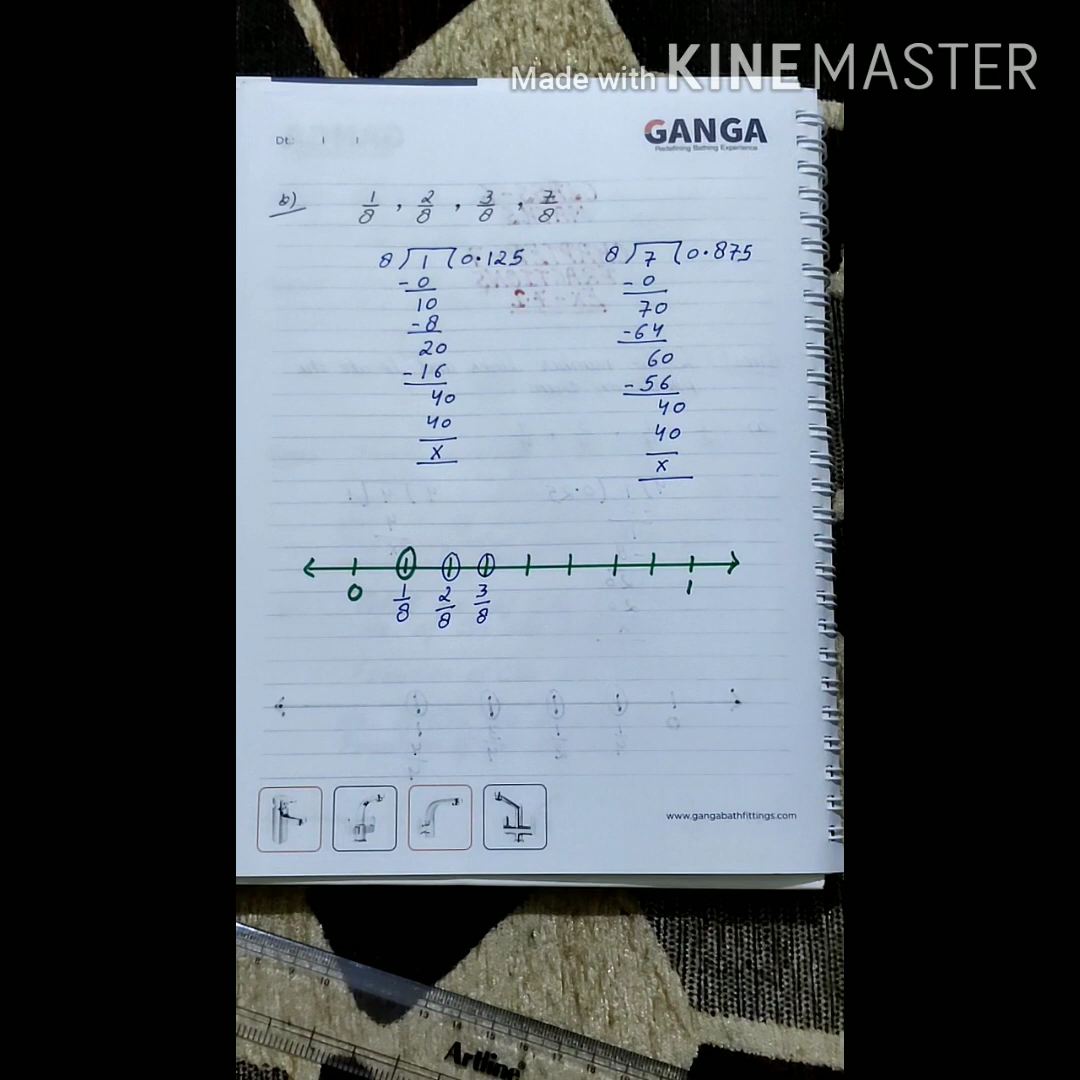 Made with KINEMASTER
Dt: / /
GANGA
Redefining Bathing Experience
b) 1/8 , 2/8 , 3/8 , 7/8
8 ) 1 ( 0.125
- 0
10
- 8
20
- 16
40
40
x
8 ) 7 ( 0.875
- 0
70
- 64
60
- 56
40
40
x
0 1/8 2/8 3/8 1
www.gangabathfittings.com
Artline